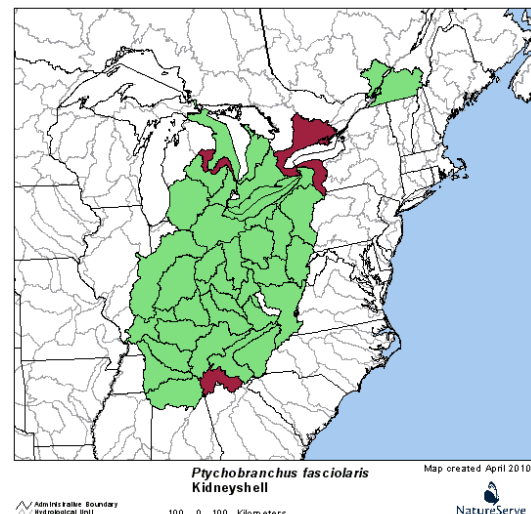 Ptychobranchus fasciolaris
Kidneyshell
Map created April 2010
Administrative Boundary
Hydrological Unit
100 0 100 Kilometers
NatureServe